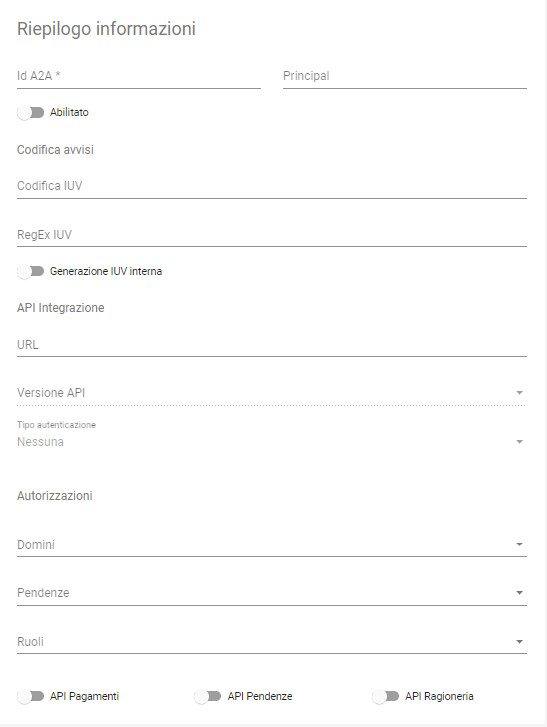 Riepilogo informazioni
Id A2A * Principal
Abilitato
Codifica avvisi
Codifica IUV
RegEx IUV
Generazione IUV interna
API Integrazione
URL
Versione API
Tipo autenticazione
Nessuna
Autorizzazioni
Domini
Pendenze
Ruoli
API Pagamenti API Pendenze API Ragioneria